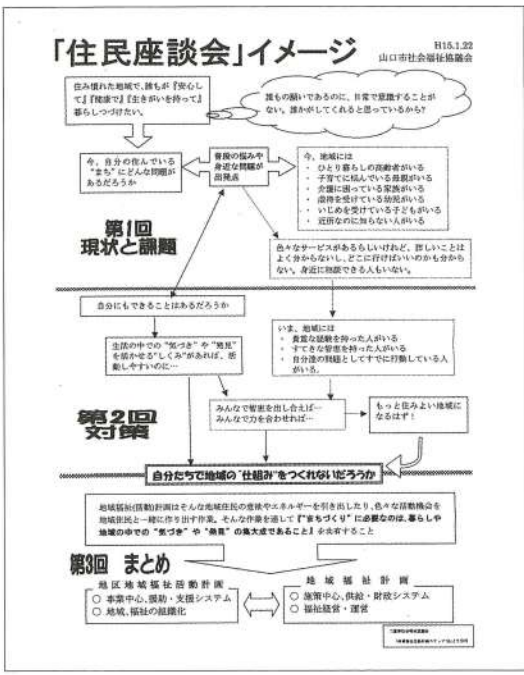 「住民座談会」イメージ
H15.1.22
山口市社会福祉協議会
住み慣れた地域で、誰もが『安心し
て』『健康で』『生きがいを持って』
暮らしつづけたい。
誰もの願いであるのに、日常で意識することが
ない。誰かがしてくれると思っているから?
今、自分の住んでいる
"まち"にどんな問題が
あるだろうか
普段の悩みや
身近な問題が
出発点
今、地域には
・ ひとり暮らしの高齢者がいる
・ 子育てに悩んでいる母親がいる
・ 介護に困っている家族がいる
・ 虐待を受けている幼児がいる
・ いじめを受けている子どもがいる
・ 近所なのに知らない人がいる
第1回
現状と課題
色々なサービスがあるらしいけれど、詳しいことは
よく分からないし、どこに行けばいいのかも分から
ない。身近に相談できる人もいない。
自分にもできることはあるだろうか
生活の中での"気づき"や"発見"
を活かせる"しくみ"があれば、活
動しやすいのに…
いま、地域には
・ 貴重な経験を持った人がいる
・ すてきな智恵を持った人がいる
・ 自分達の問題としてすでに行動している人
がいる。
第2回
対策
みんなで智恵を出し合えば…
みんなで力を合わせれば…
もっと住みよい地域に
なるはず!
自分たちで地域の"仕組み"をつくれないだろうか
地域福祉(活動)計画はそんな地域住民の意欲やエネルギーを引き出したり、色々な活動機会を
地域住民と一緒に作り出す作業。そんな作業を通して『"まちづくり"に必要なのは、暮らしや
地域の中での"気づき"や"発見"の集大成であること』を共有すること
第3回 まとめ
地区地域福祉活動計画
○ 事業中心、援助・支援システム
○ 地域、福祉の組織化
地域福祉計画
○ 施策中心、供給・財政システム
○ 福祉経営・運営